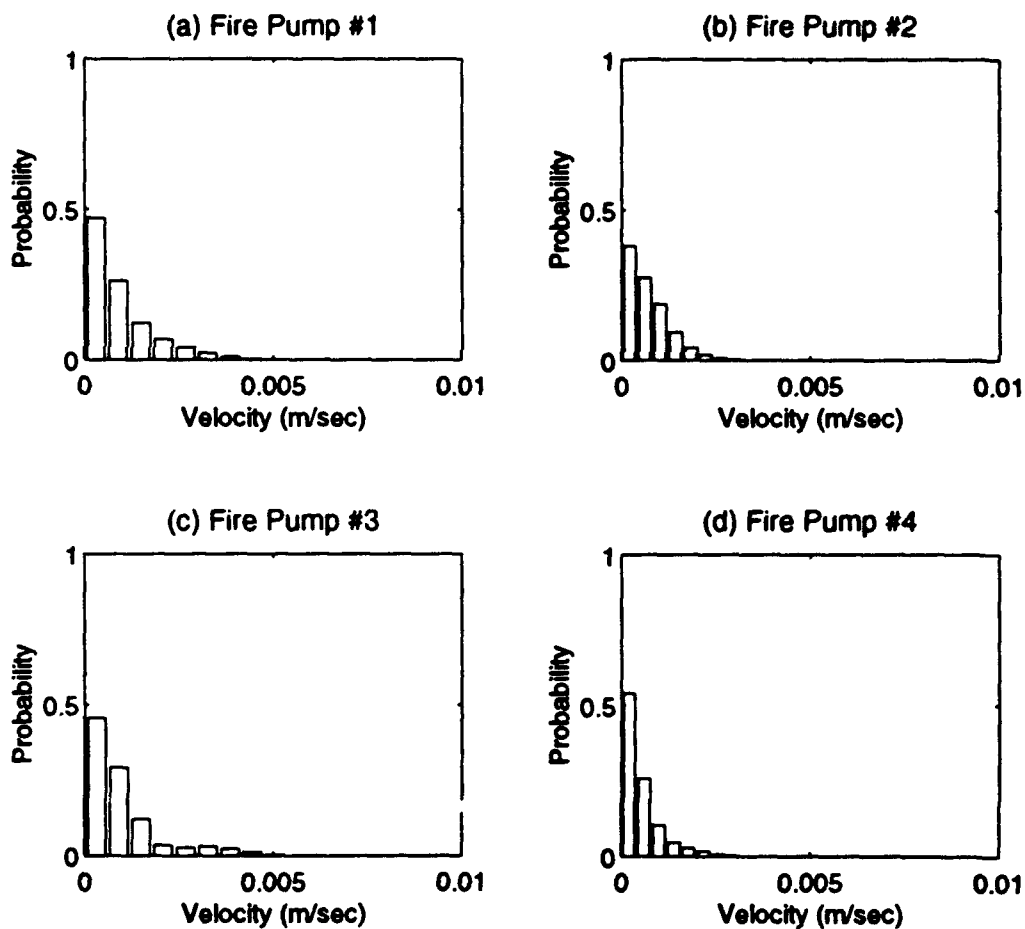 (a) Fire Pump #1
1
0.5
0
Probability
0
0.005
0.01
Velocity (m/sec)
(b) Fire Pump #2
1
0.5
0
Probability
0
0.005
0.01
Velocity (m/sec)
(c) Fire Pump #3
1
0.5
0
Probability
0
0.005
0.01
Velocity (m/sec)
(d) Fire Pump #4
1
0.5
0
Probability
0
0.005
0.01
Velocity (m/sec)